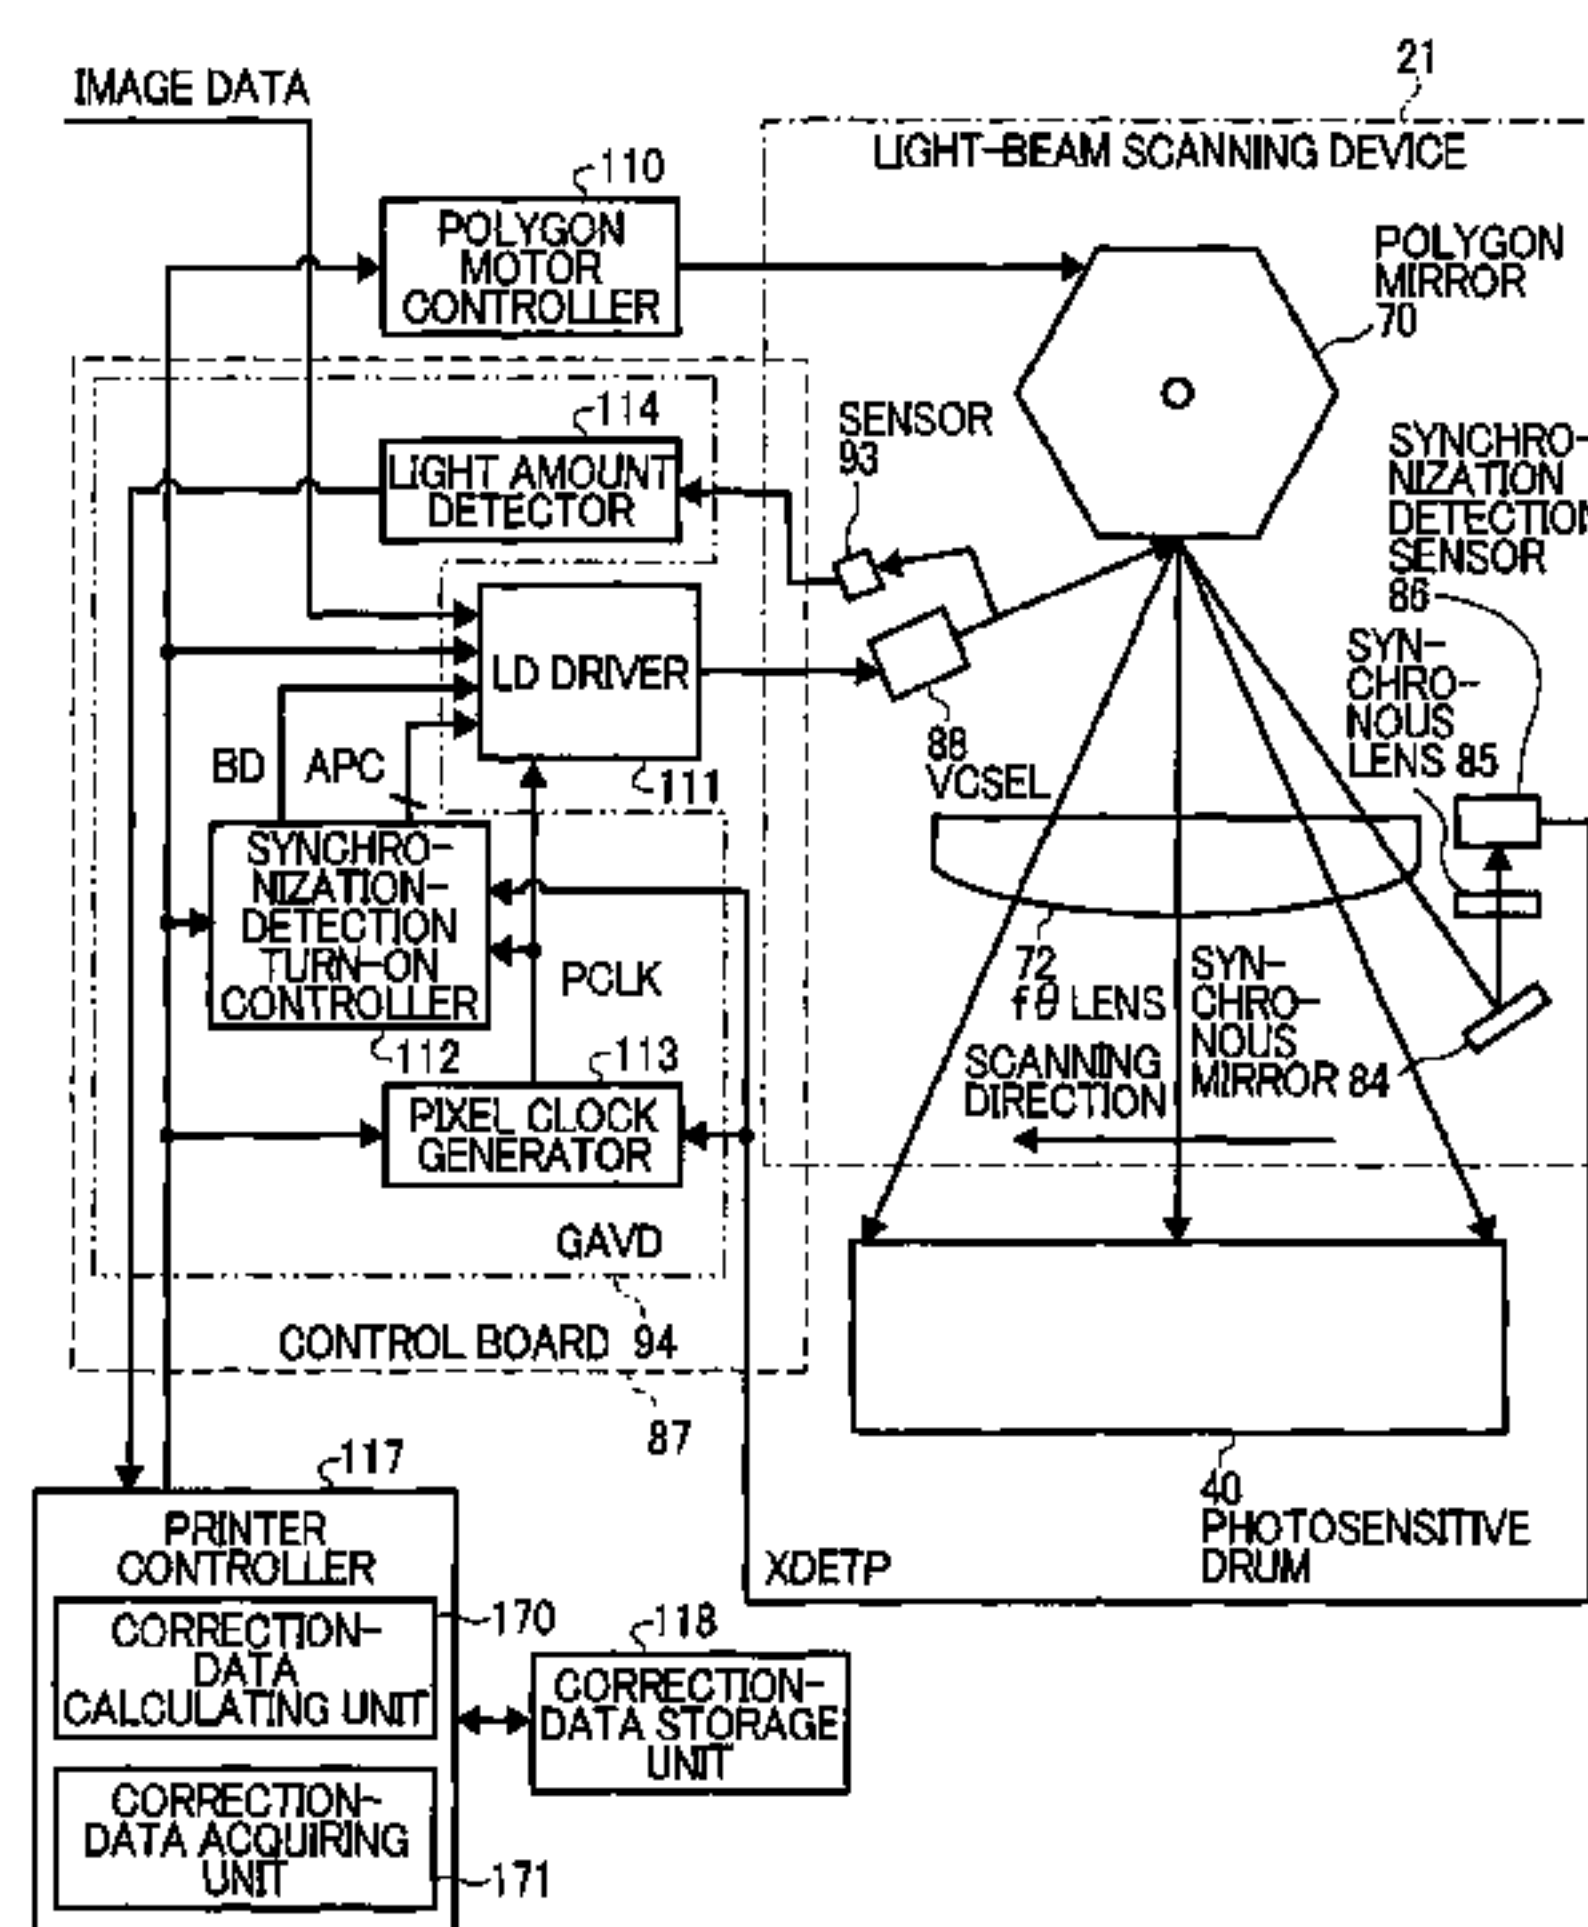 IMAGE DATA
21
LIGHT-BEAM SCANNING DEVICE
110
POLYGON
MOTOR
CONTROLLER
POLYGON
MIRROR
70
114
LIGHT AMOUNT
DETECTOR
SENSOR
93
SYNCHRO-
NIZATION
DETECTION
SENSOR
86
LD DRIVER
111
88
VCSEL
SYN-
CHRO-
NOUS
LENS 85
BD
APC
SYNCHRO-
NIZATION-
DETECTION
TURN-ON
CONTROLLER
112
PCLK
72
fθ LENS
SYN-
CHRO-
NOUS
MIRROR 84
SCANNING
DIRECTION
113
PIXEL CLOCK
GENERATOR
GAVD
CONTROL BOARD 94
87
40
PHOTOSENSITIVE
DRUM
117
PRINTER
CONTROLLER
XDETP
170
CORRECTION-
DATA
CALCULATING UNIT
118
CORRECTION-
DATA STORAGE
UNIT
CORRECTION-
DATA ACQUIRING
UNIT
171